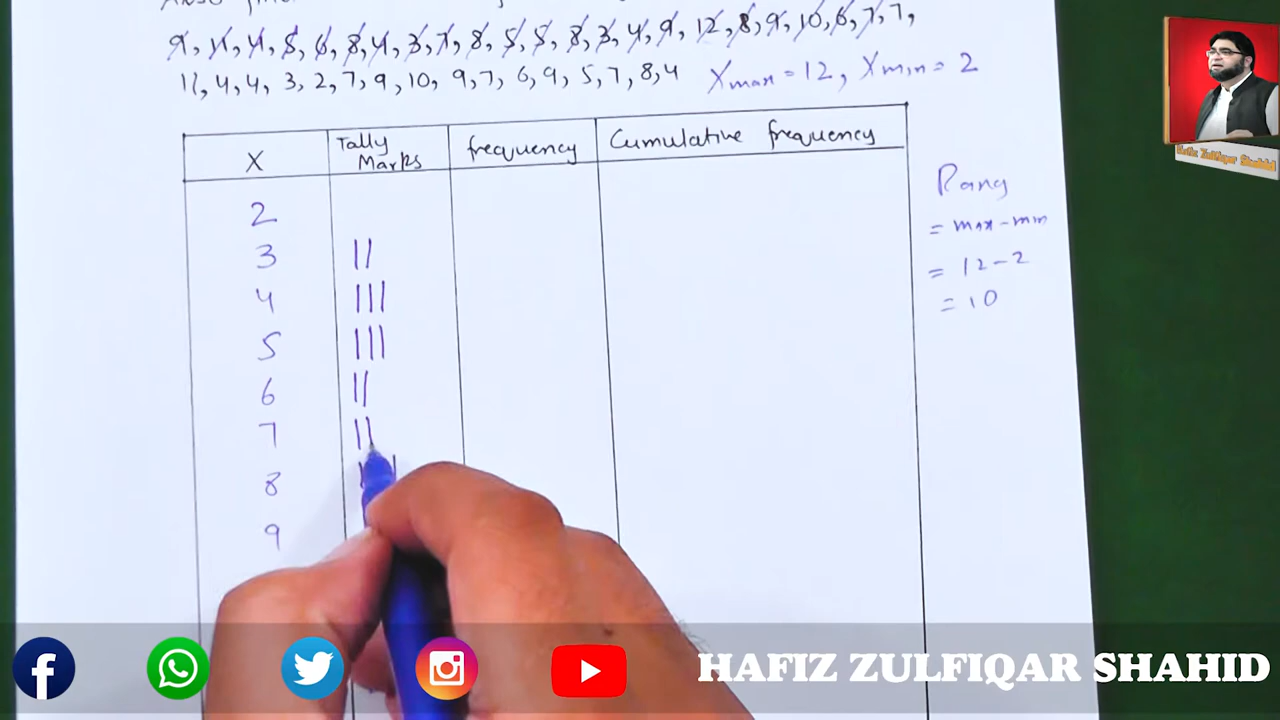 9, 11, 4, 5, 6, 8, 4, 3, 7, 8, 5, 5, 8, 3, 4, 9, 12, 8, 9, 10, 6, 7, 7,
11, 4, 4, 3, 2, 7, 9, 10, 9, 7, 6, 9, 5, 7, 8, 4 Xmax = 12, Xmin = 2
X Tally Marks frequency Cumulative frequency
2
3 ||
4 |||
5 |||
6 ||
7 ||
8
9
Rang
= max - min
= 12 - 2
= 10
Hafiz Zulfiqar Shahid
HAFIZ ZULFIQAR SHAHID